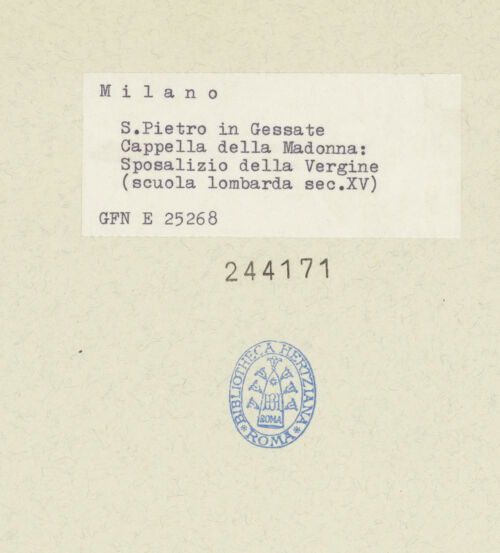 Milano
S.Pietro in Gessate
Cappella della Madonna:
Sposalizio della Vergine
(scuola lombarda sec.XV)
GFN E 25268
244171
BIBLIOTHECA HERTZIANA
ROMA
*ROMA*